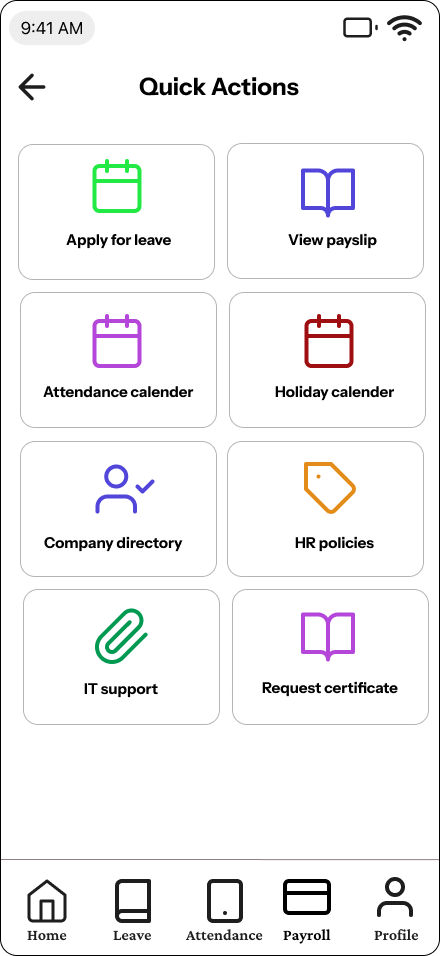 9:41 AM
Quick Actions
Apply for leave
View payslip
Attendance calender
Holiday calender
Company directory
HR policies
IT support
Request certificate
Home
Leave
Attendance
Payroll
Profile